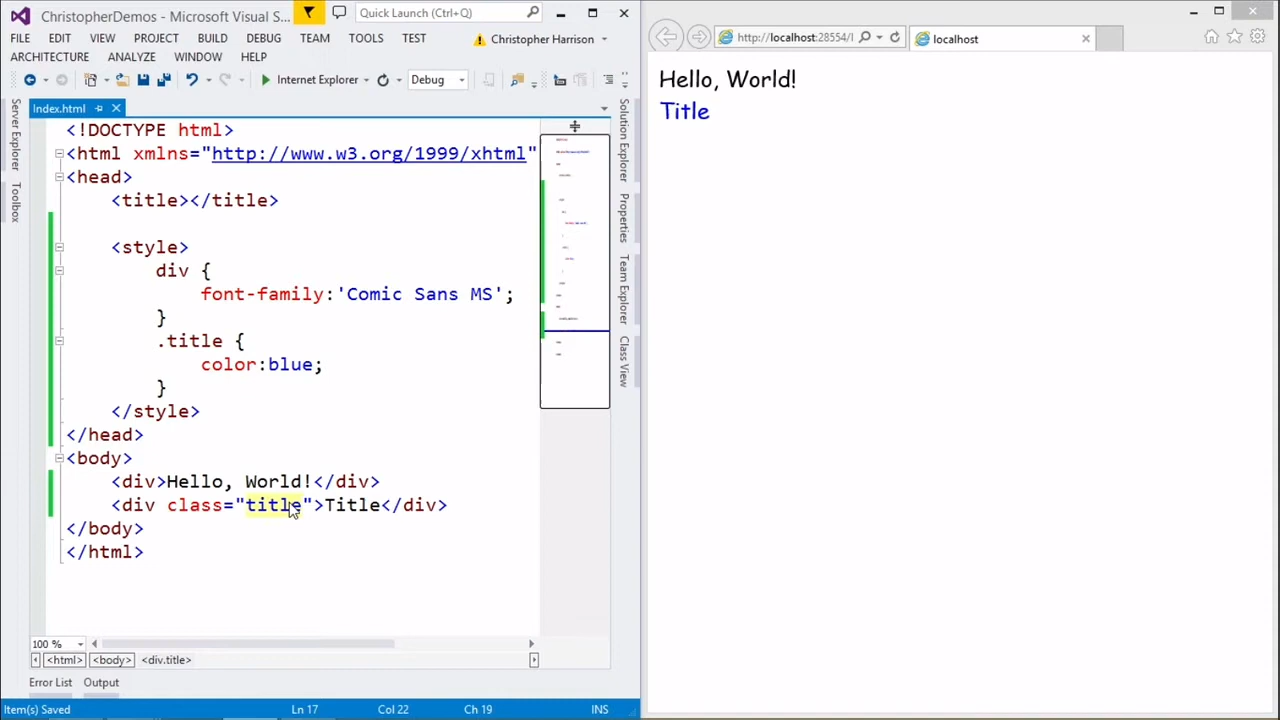 ChristopherDemos - Microsoft Visual S...
Quick Launch (Ctrl+Q)
FILE EDIT VIEW PROJECT BUILD DEBUG TEAM TOOLS TEST
Christopher Harrison
ARCHITECTURE ANALYZE WINDOW HELP
Internet Explorer
Debug
Index.html
Server Explorer
Toolbox
<!DOCTYPE html>
<html xmlns="http://www.w3.org/1999/xhtml"
<head>
<title></title>
<style>
div {
font-family:'Comic Sans MS';
}
.title {
color:blue;
}
</style>
</head>
<body>
<div>Hello, World!</div>
<div class="title">Title</div>
</body>
</html>
Solution Explorer
Properties
Team Explorer
Class View
100 %
<html> <body> <div.title>
Error List Output
Item(s) Saved Ln 17 Col 22 Ch 19 INS
http://localhost:28554/I
localhost
Hello, World!
Title